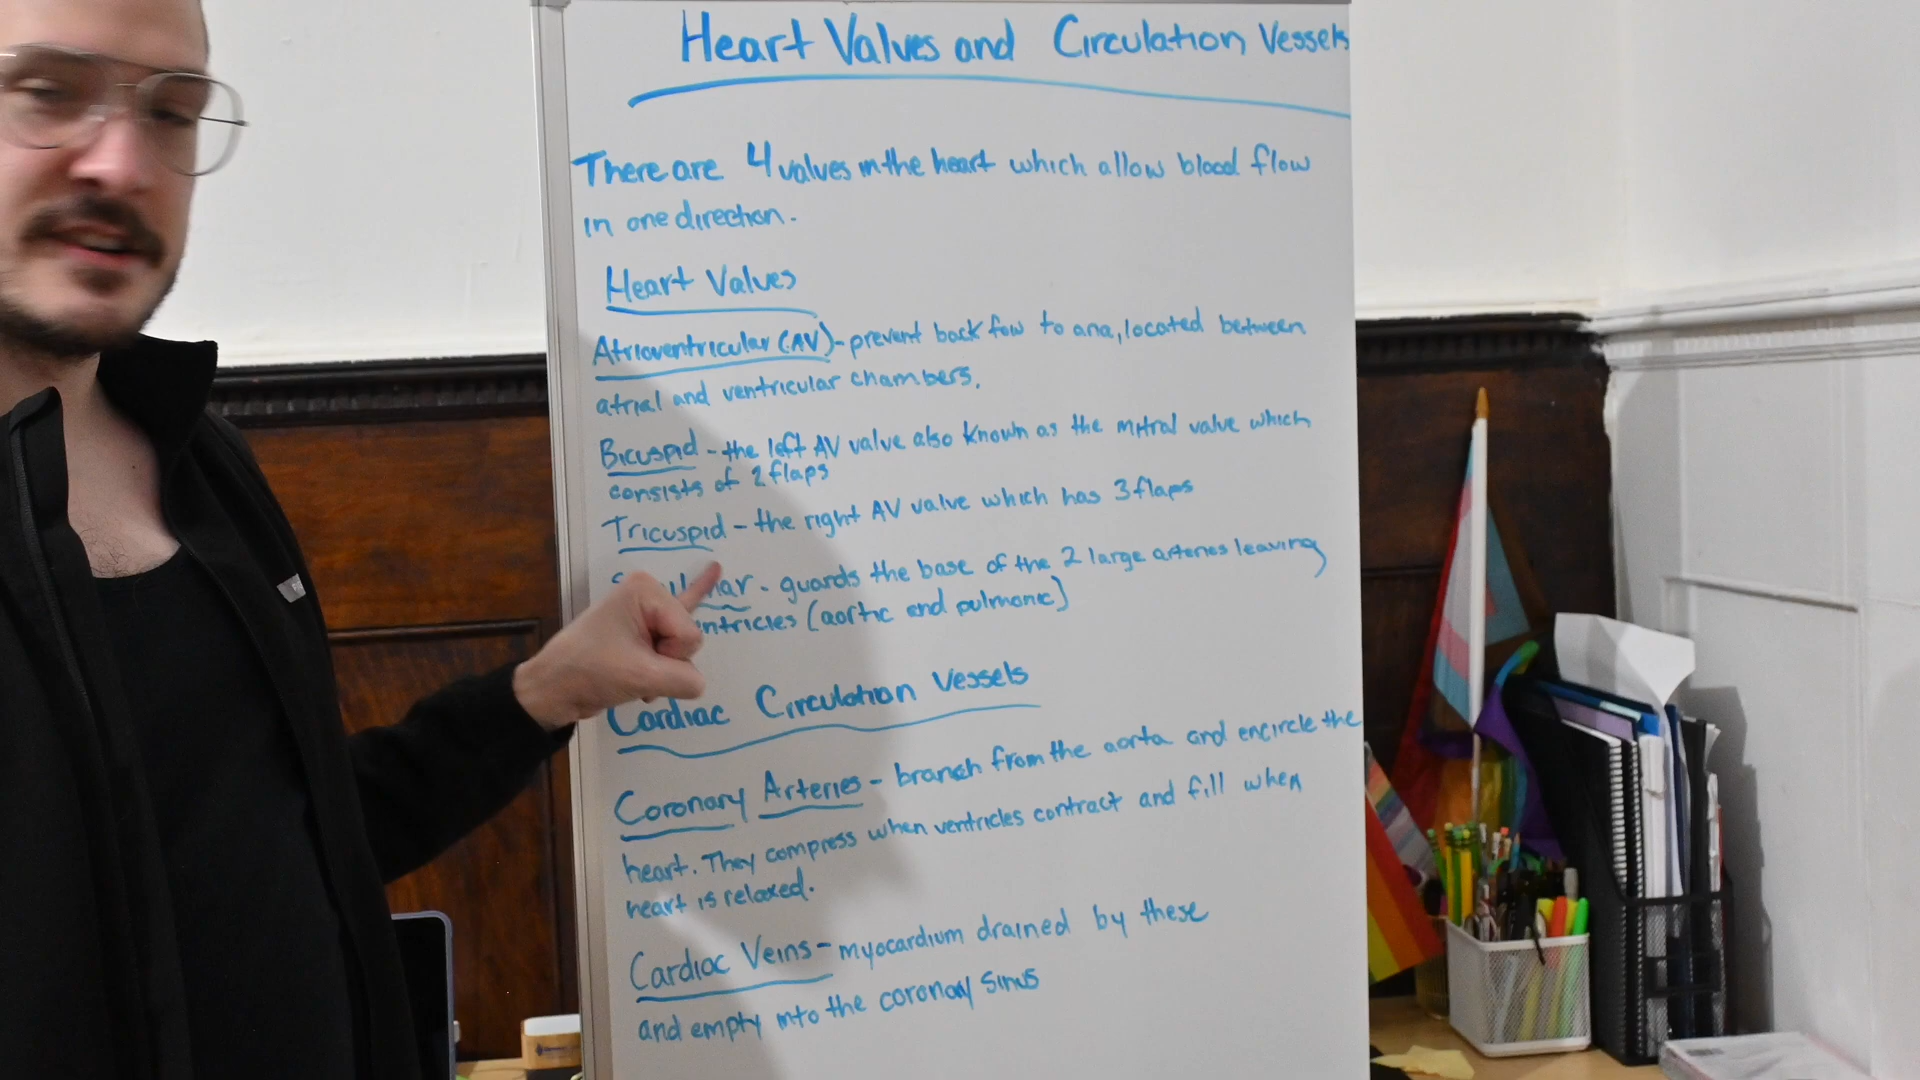 Heart Valves and Circulation Vessels
There are 4 valves in the heart which allow blood flow
in one direction.
Heart Valves
Atrioventricular (AV) - prevent back fow to ana, located between
atrial and ventricular chambers.
Bicuspid - the left AV valve also known as the mitral valve which
consists of 2 flaps
Tricuspid - the right AV valve which has 3 flaps
- guards the base of the 2 large arteries leaving
(aortic and pulmonic)
Cardiac Circulation Vessels
Coronary Arteries - branch from the aorta and encircle the
heart. They compress when ventricles contract and fill when
heart is relaxed.
Cardiac Veins - myocardium drained by these
and empty into the coronary sinus